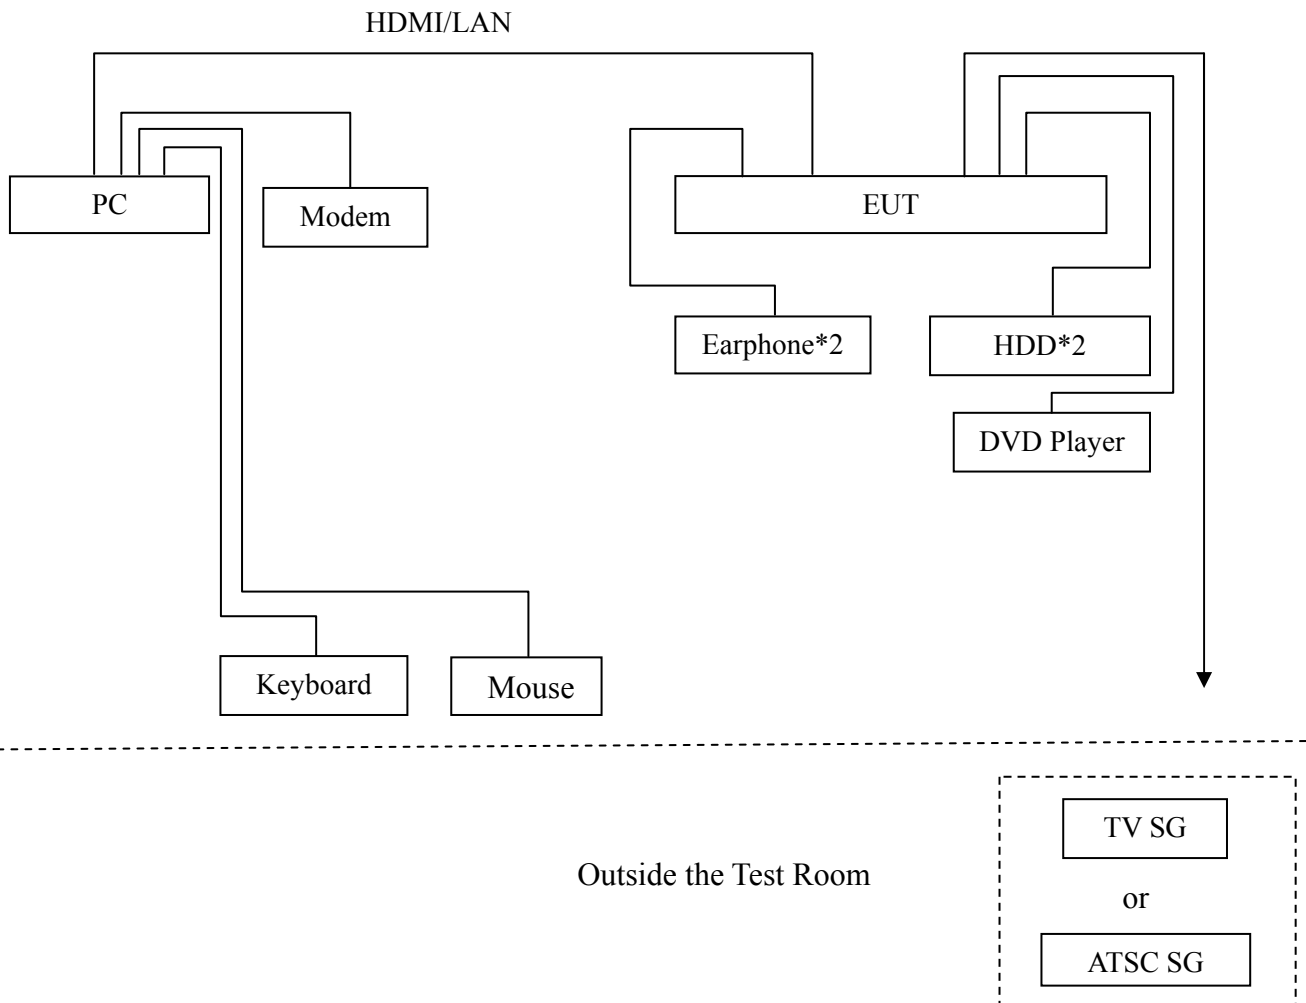 HDMI/LAN
PC
Modem
EUT
Earphone*2
HDD*2
DVD Player
Keyboard
Mouse
TV SG
Outside the Test Room
or
ATSC SG